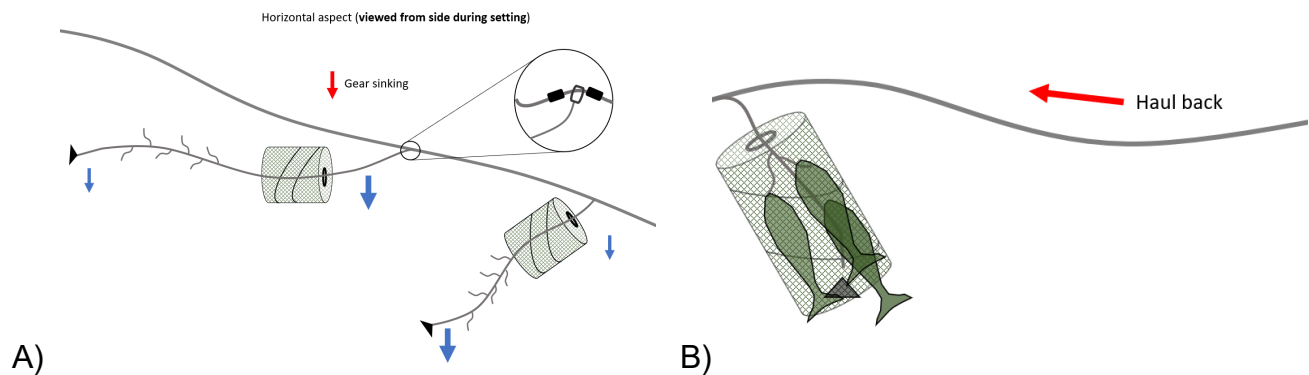 Horizontal aspect (viewed from side during setting)
Gear sinking
Haul back
A)
B)